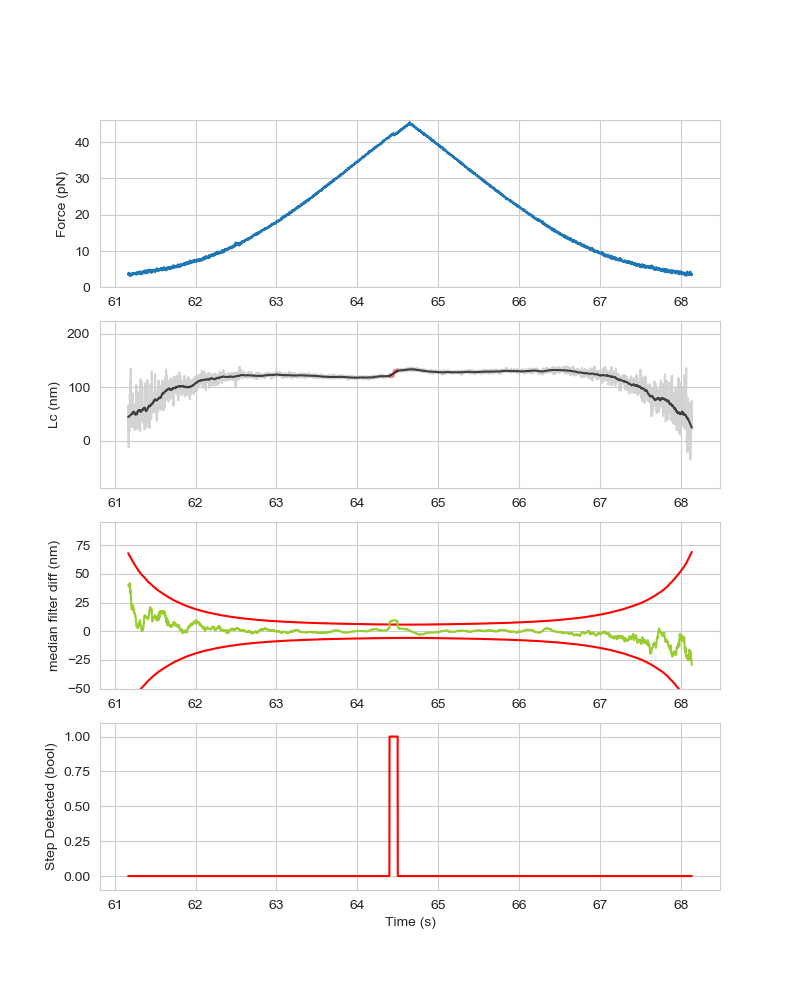 Force (pN)
40
30
20
10
0
61 62 63 64 65 66 67 68
Lc (nm)
200
100
0
61 62 63 64 65 66 67 68
median filter diff (nm)
75
50
25
0
−25
−50
61 62 63 64 65 66 67 68
Step Detected (bool)
1.00
0.75
0.50
0.25
0.00
61 62 63 64 65 66 67 68
Time (s)